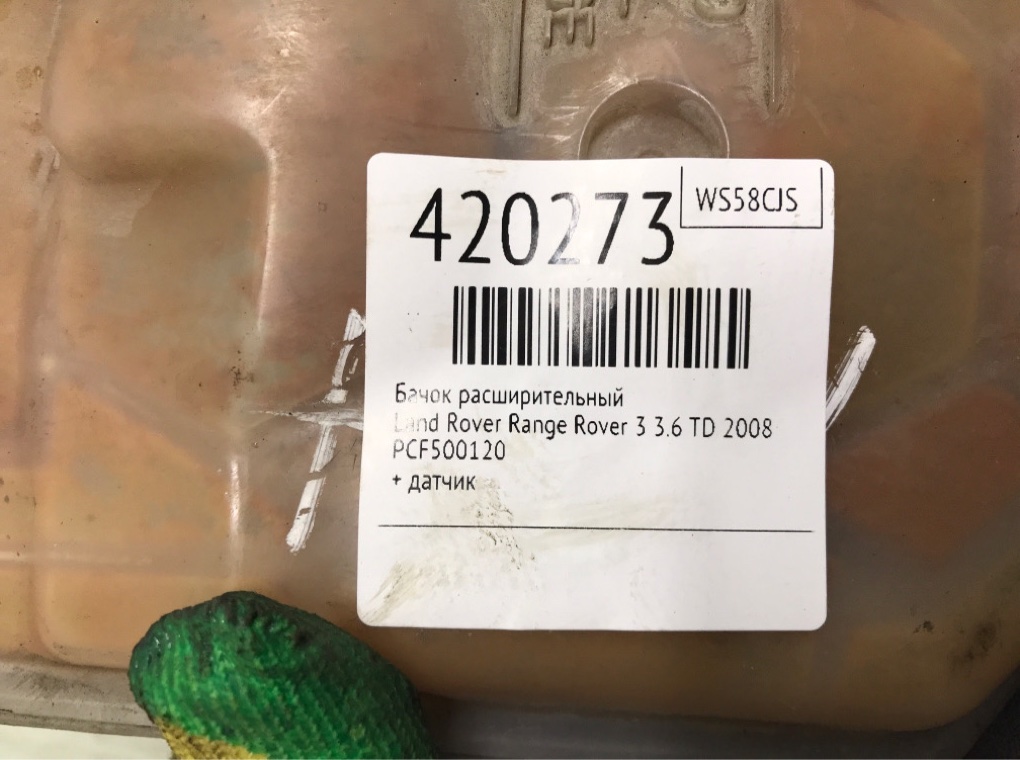 420273
WS58CJS
Бачок расширительный
Land Rover Range Rover 3 3.6 TD 2008
PCF500120
+ датчик